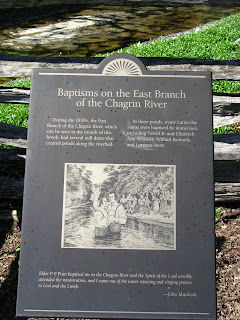 Baptisms on the East Branch
of the Chagrin River
During the 1830s, the East
Branch of the Chagrin River, which
can be seen at the mouth of this
brook, had several mill dams that
created ponds along the riverbed.
In these ponds, many Latter-day
Saints were baptized by immersion,
including Newel K. and Elizabeth
Ann Whitney, Willard Richards,
and Lorenzo Snow.
Elder P P Pratt baptised me in the Chagrin River and the Spirit of the Lord sensibly
attended the ministration, and I came out of the water rejoicing and singing praises
to God and the Lamb.
—John Murdock